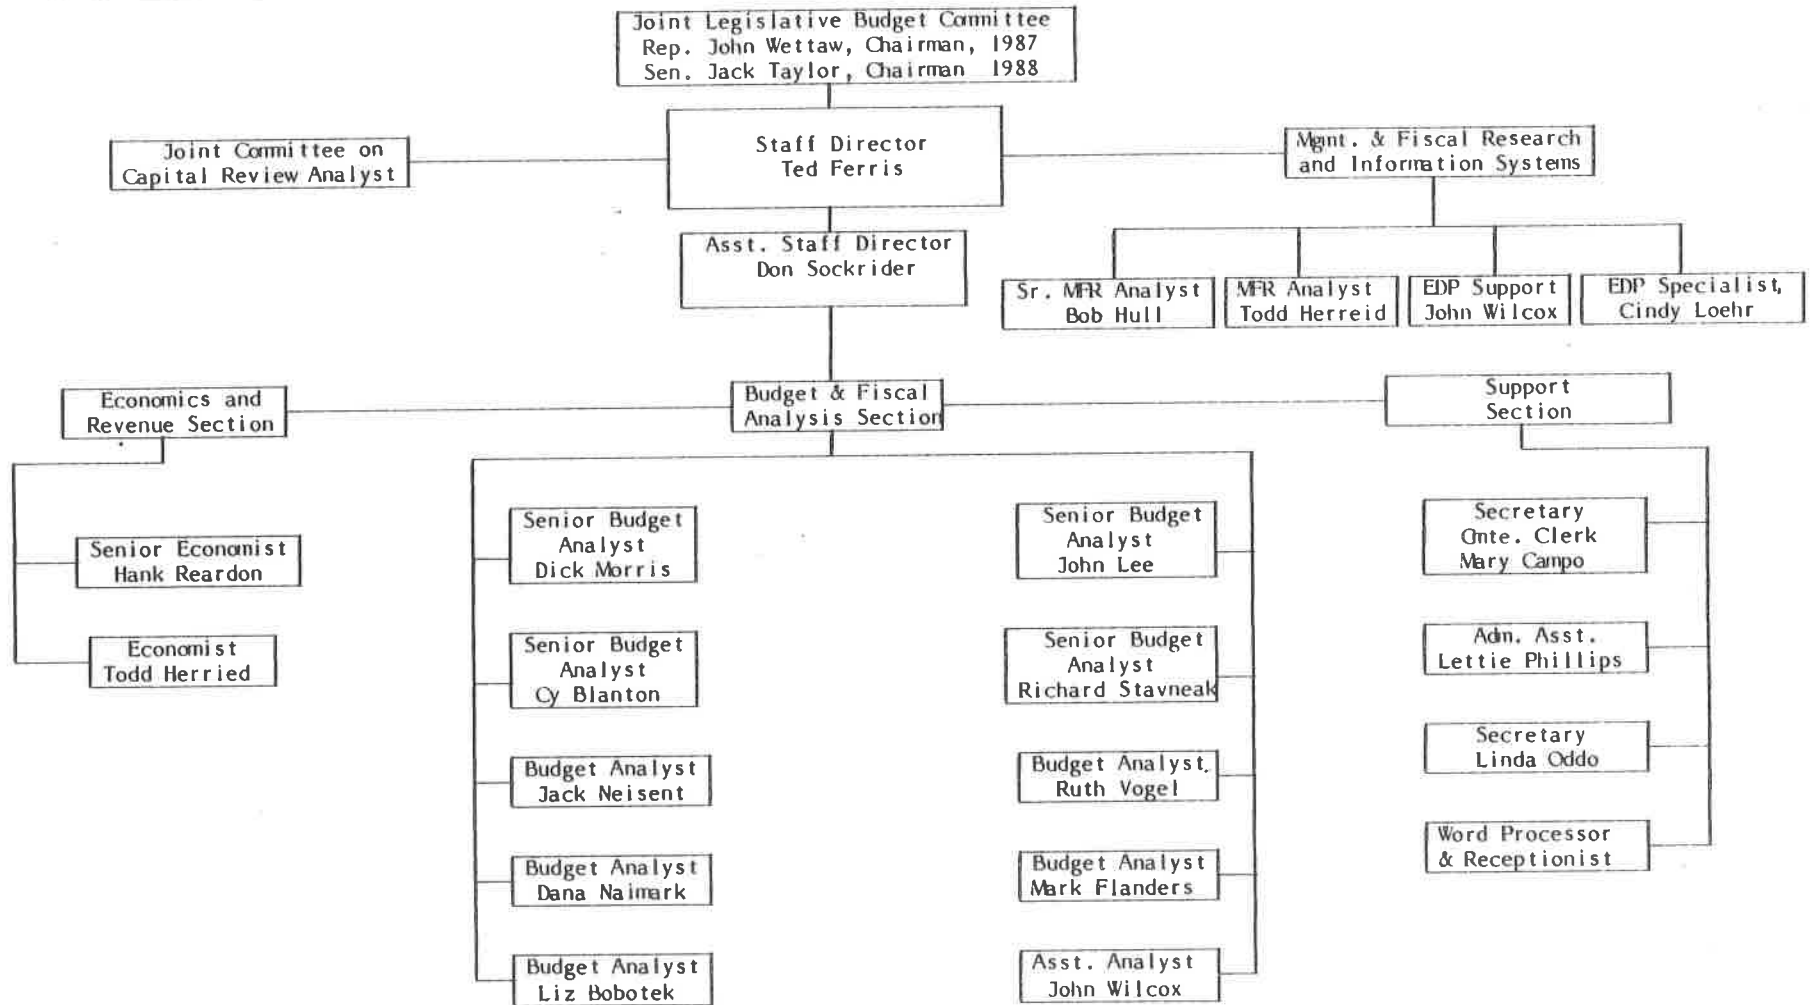 Joint Legislative Budget Committee
Rep. John Wettaw, Chairman, 1987
Sen. Jack Taylor, Chairman 1988
Staff Director
Ted Ferris
Joint Committee on
Capital Review Analyst
Mgmt. & Fiscal Research
and Information Systems
Asst. Staff Director
Don Sockrider
Sr. MFR Analyst
Bob Hull
MFR Analyst
Todd Herreid
EDP Support
John Wilcox
EDP Specialist,
Cindy Loehr
Economics and
Revenue Section
Budget & Fiscal
Analysis Section
Support
Section
Senior Economist
Hank Reardon
Economist
Todd Herried
Senior Budget
Analyst
Dick Morris
Senior Budget
Analyst
Cy Blanton
Budget Analyst
Jack Neisent
Budget Analyst
Dana Naimark
Budget Analyst
Liz Bobotek
Senior Budget
Analyst
John Lee
Senior Budget
Analyst
Richard Stavneak
Budget Analyst.
Ruth Vogel
Budget Analyst
Mark Flanders
Asst. Analyst
John Wilcox
Secretary
Cmte. Clerk
Mary Campo
Adm. Asst.
Lettie Phillips
Secretary
Linda Oddo
Word Processor
& Receptionist